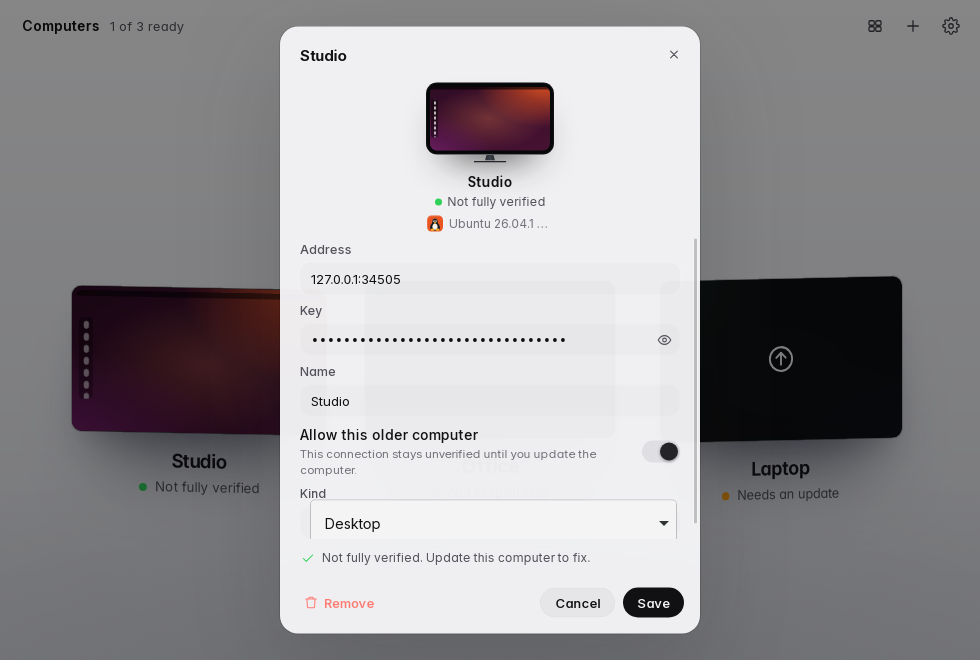 Computers 1 of 3 ready
Studio
Studio
Not fully verified
Ubuntu 26.04.1 ...
Address
127.0.0.1:34505
Key
••••••••••••••••••••••••••••••••
Name
Studio
Allow this older computer
This connection stays unverified until you update the
computer.
Kind
Desktop
Not fully verified. Update this computer to fix.
Remove
Cancel
Save
Studio
Not fully verified
Office
Laptop
Needs an update